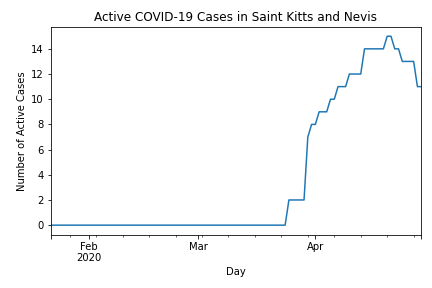 Active COVID-19 Cases in Saint Kitts and Nevis
Number of Active Cases
14
12
10
8
6
4
2
0
Feb
2020
Mar
Apr
Day